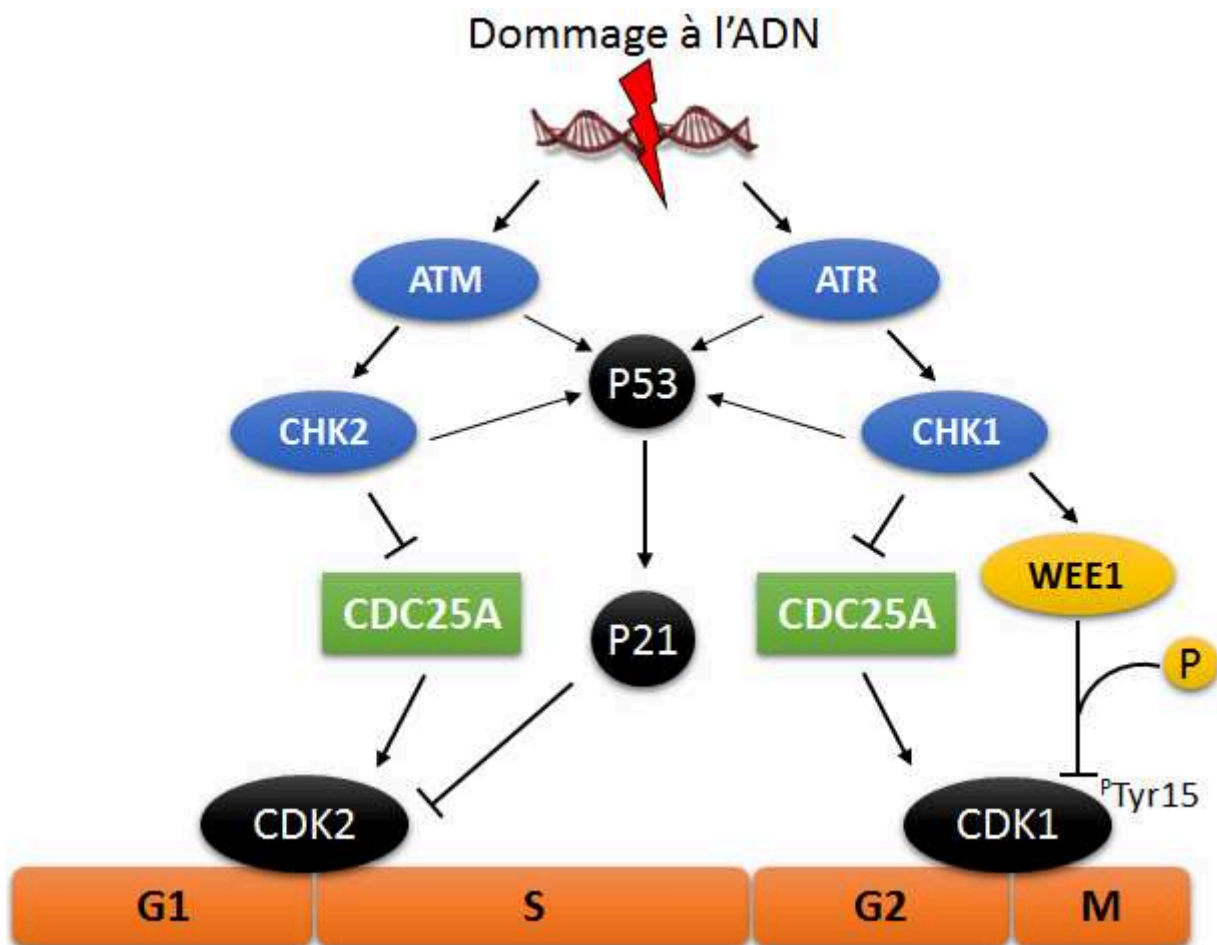 Dommage à l'ADN
ATM
ATR
P53
CHK2
CHK1
WEE1
CDC25A
P21
CDC25A
P
PTyr15
CDK2
CDK1
G1
S
G2
M